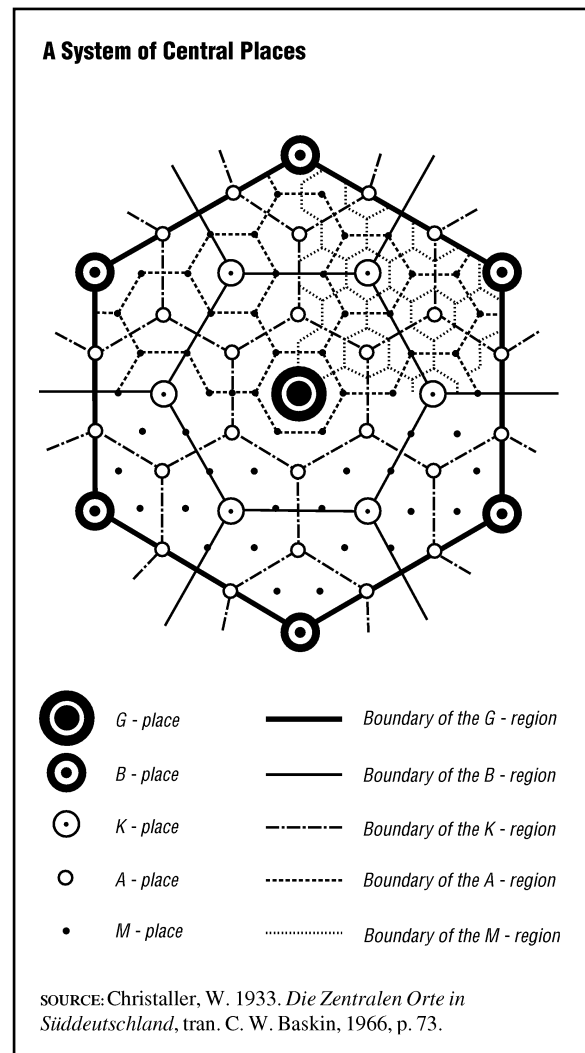 A System of Central Places
G - place
Boundary of the G - region
B - place
Boundary of the B - region
K - place
Boundary of the K - region
A - place
Boundary of the A - region
M - place
Boundary of the M - region
SOURCE: Christaller, W. 1933. Die Zentralen Orte in
Süddeutschland, tran. C. W. Baskin, 1966, p. 73.